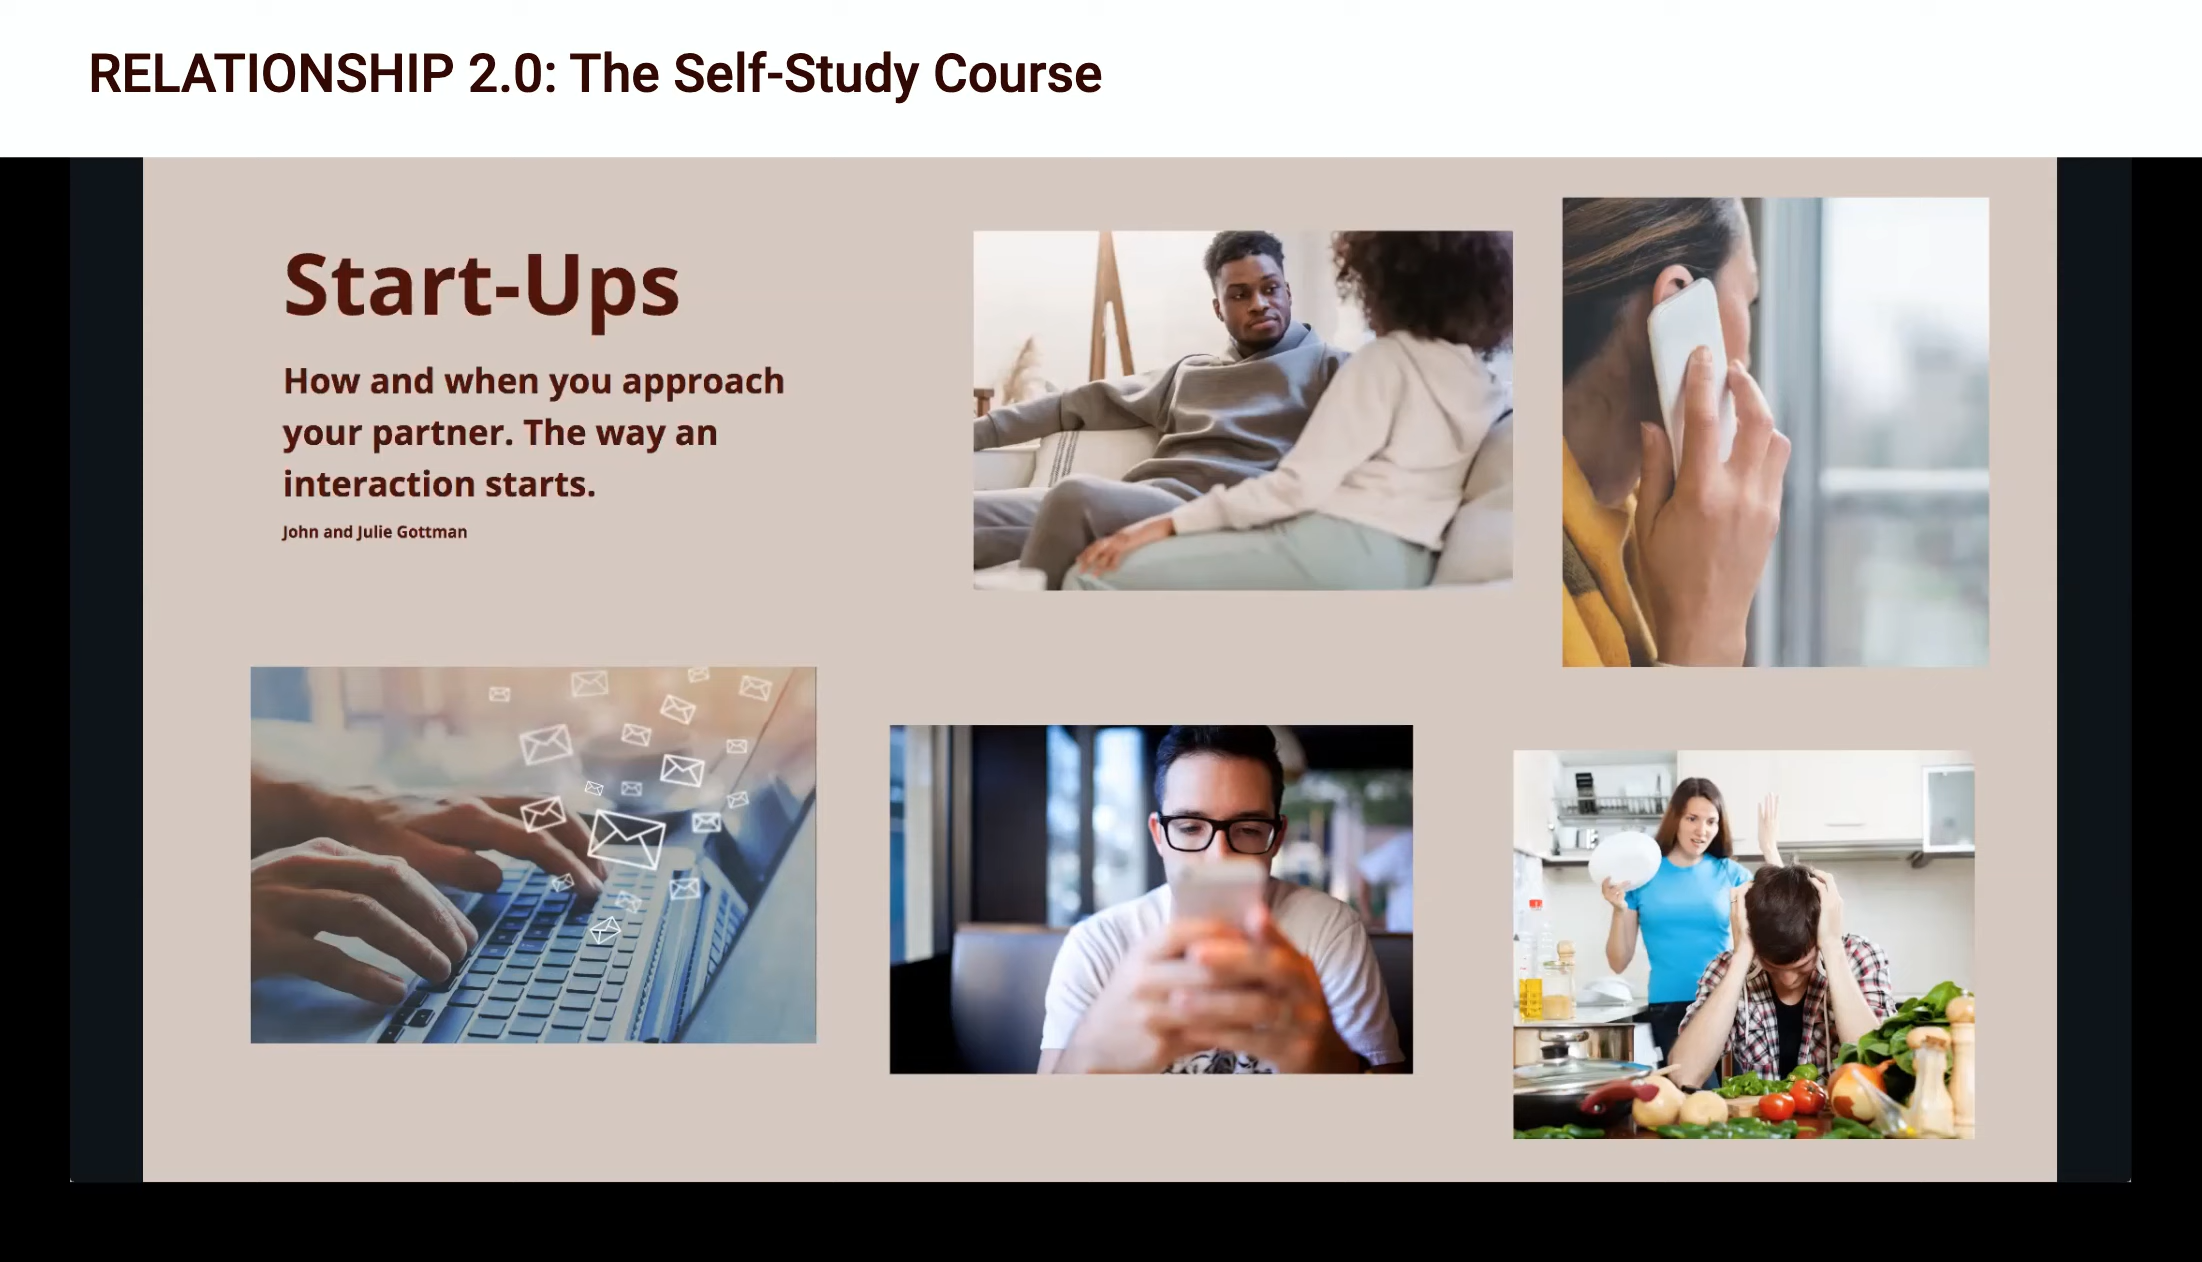 RELATIONSHIP 2.0: The Self-Study Course
Start-Ups
How and when you approach
your partner. The way an
interaction starts.
John and Julie Gottman